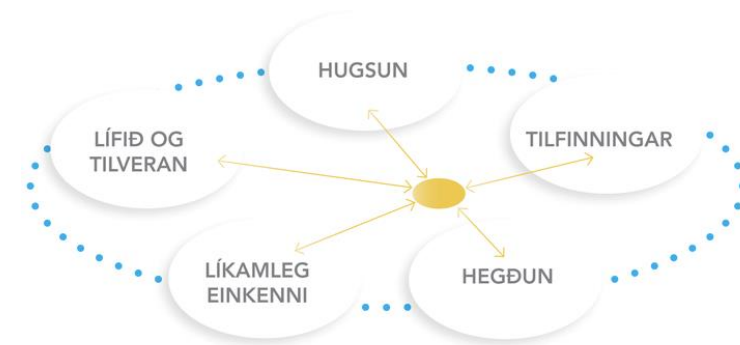 HUGSUN
LÍFIÐ OG
TILVERAN
TILFINNINGAR
LÍKAMLEG
EINKENNI
HEGÐUN